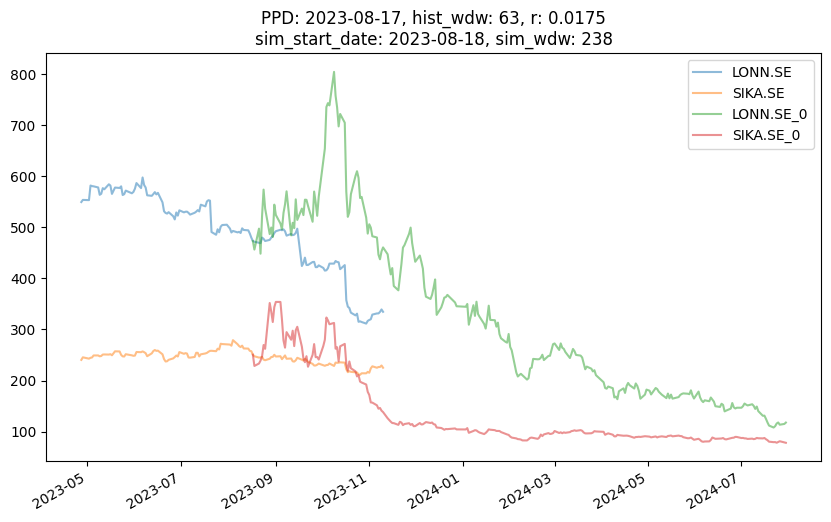 PPD: 2023-08-17, hist_wdw: 63, r: 0.0175
sim_start_date: 2023-08-18, sim_wdw: 238
LONN.SE
SIKA.SE
LONN.SE_0
SIKA.SE_0
800
700
600
500
400
300
200
100
2023-05
2023-07
2023-09
2023-11
2024-01
2024-03
2024-05
2024-07